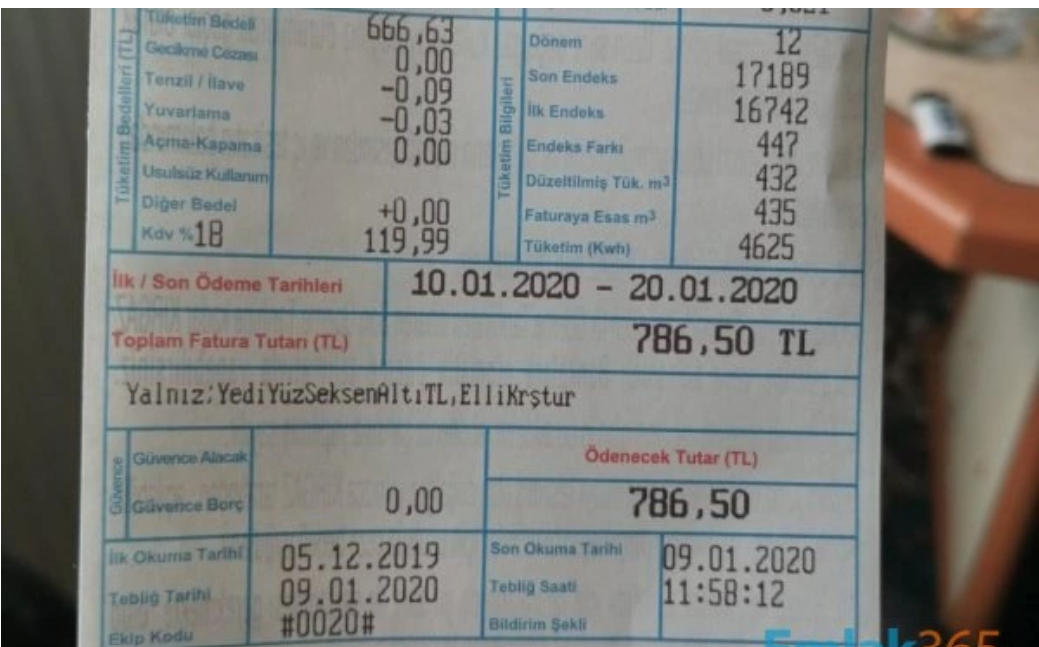 Tüketim Bedelleri (TL)
Tüketim Bedeli 666,63
Gecikme Cezası 0,00
Tenzil / İlave -0,09
Yuvarlama -0,03
Açma-Kapama 0,00
Usulsüz Kullanım
Diğer Bedel +0,00
Kdv %18 119,99
Tüketim Bilgileri
Dönem 12
Son Endeks 17189
İlk Endeks 16742
Endeks Farkı 447
Düzeltilmiş Tük. m³ 432
Faturaya Esas m³ 435
Tüketim (Kwh) 4625
İlk / Son Ödeme Tarihleri 10.01.2020 - 20.01.2020
Toplam Fatura Tutarı (TL) 786,50 TL
Yalnız:YediYüzSeksenAltıTL,ElliKrştur
Güvence
Güvence Alacak
Güvence Borç 0,00
Ödenecek Tutar (TL)
786,50
İlk Okuma Tarihi 05.12.2019 Son Okuma Tarihi 09.01.2020
Tebliğ Tarihi 09.01.2020 Tebliğ Saati 11:58:12
Ekip Kodu #0020# Bildirim Şekli
Emlak365